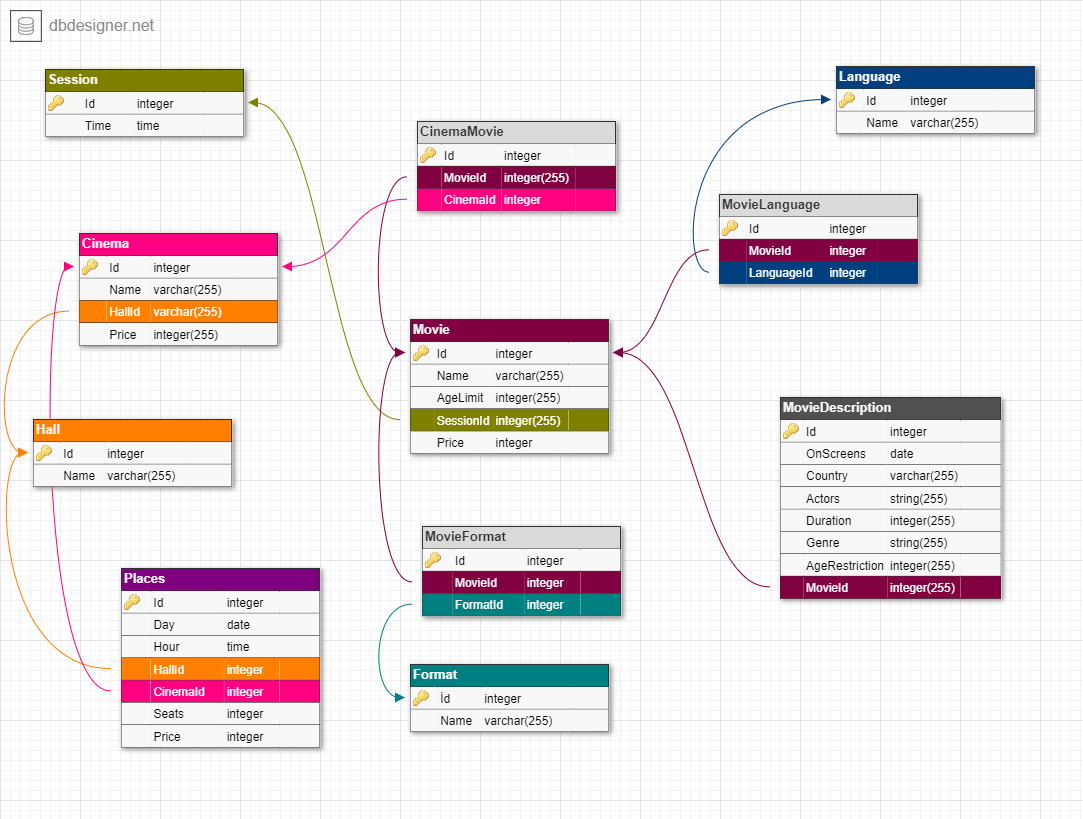 dbdesigner.net
Session
Id integer
Time time
Cinema
Id integer
Name varchar(255)
HallId varchar(255)
Price integer(255)
Hall
Id integer
Name varchar(255)
Places
Id integer
Day date
Hour time
HallId integer
CinemaId integer
Seats integer
Price integer
CinemaMovie
Id integer
MovieId integer(255)
CinemaId integer
Movie
Id integer
Name varchar(255)
AgeLimit integer(255)
SessionId integer(255)
Price integer
MovieFormat
Id integer
MovieId integer
FormatId integer
Format
İd integer
Name varchar(255)
Language
Id integer
Name varchar(255)
MovieLanguage
Id integer
MovieId integer
LanguageId integer
MovieDescription
Id integer
OnScreens date
Country varchar(255)
Actors string(255)
Duration integer(255)
Genre string(255)
AgeRestriction integer(255)
MovieId integer(255)